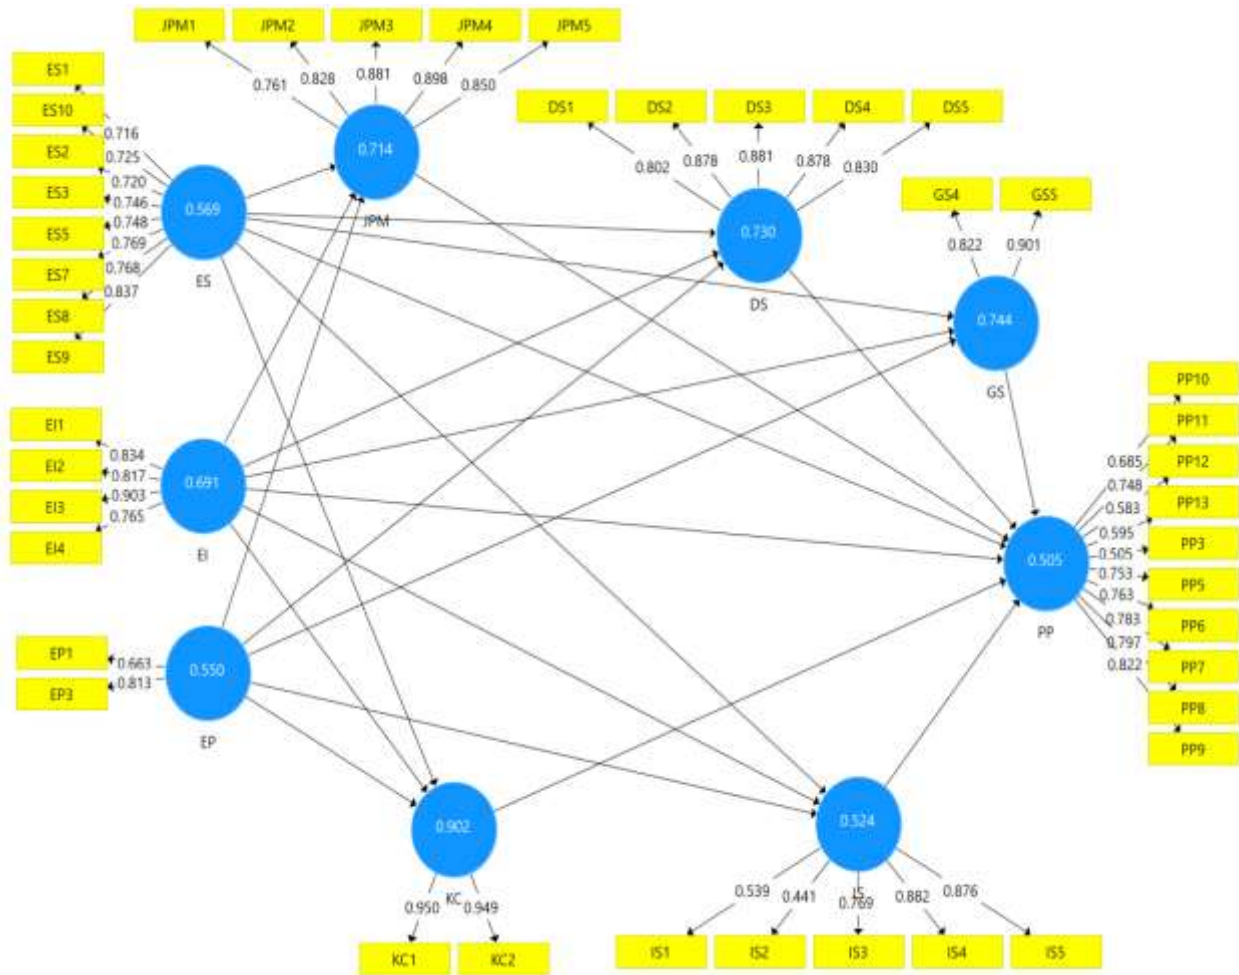 JPM1 JPM2 JPM3 JPM4 JPM5
0.761 0.828 0.881 0.898 0.850
0.714
JPM
ES1
ES10
ES2
ES3
ES5
ES7
ES8
ES9
0.716
0.725
0.720
0.746
0.748
0.769
0.768
0.837
0.569
ES
DS1 DS2 DS3 DS4 DS5
0.802 0.878 0.881 0.878 0.830
0.730
DS
GS4 GS5
0.822 0.901
0.744
GS
EI1
EI2
EI3
EI4
0.834
0.817
0.903
0.765
0.691
EI
EP1
EP3
0.663
0.813
0.550
EP
PP10
PP11
PP12
PP13
PP3
PP5
PP6
PP7
PP8
PP9
0.685
0.748
0.583
0.595
0.505
0.753
0.763
0.783
0.797
0.822
0.505
PP
0.902
KC
0.950 0.949
KC1 KC2
0.524
IS
0.539 0.441 0.769 0.882 0.876
IS1 IS2 IS3 IS4 IS5